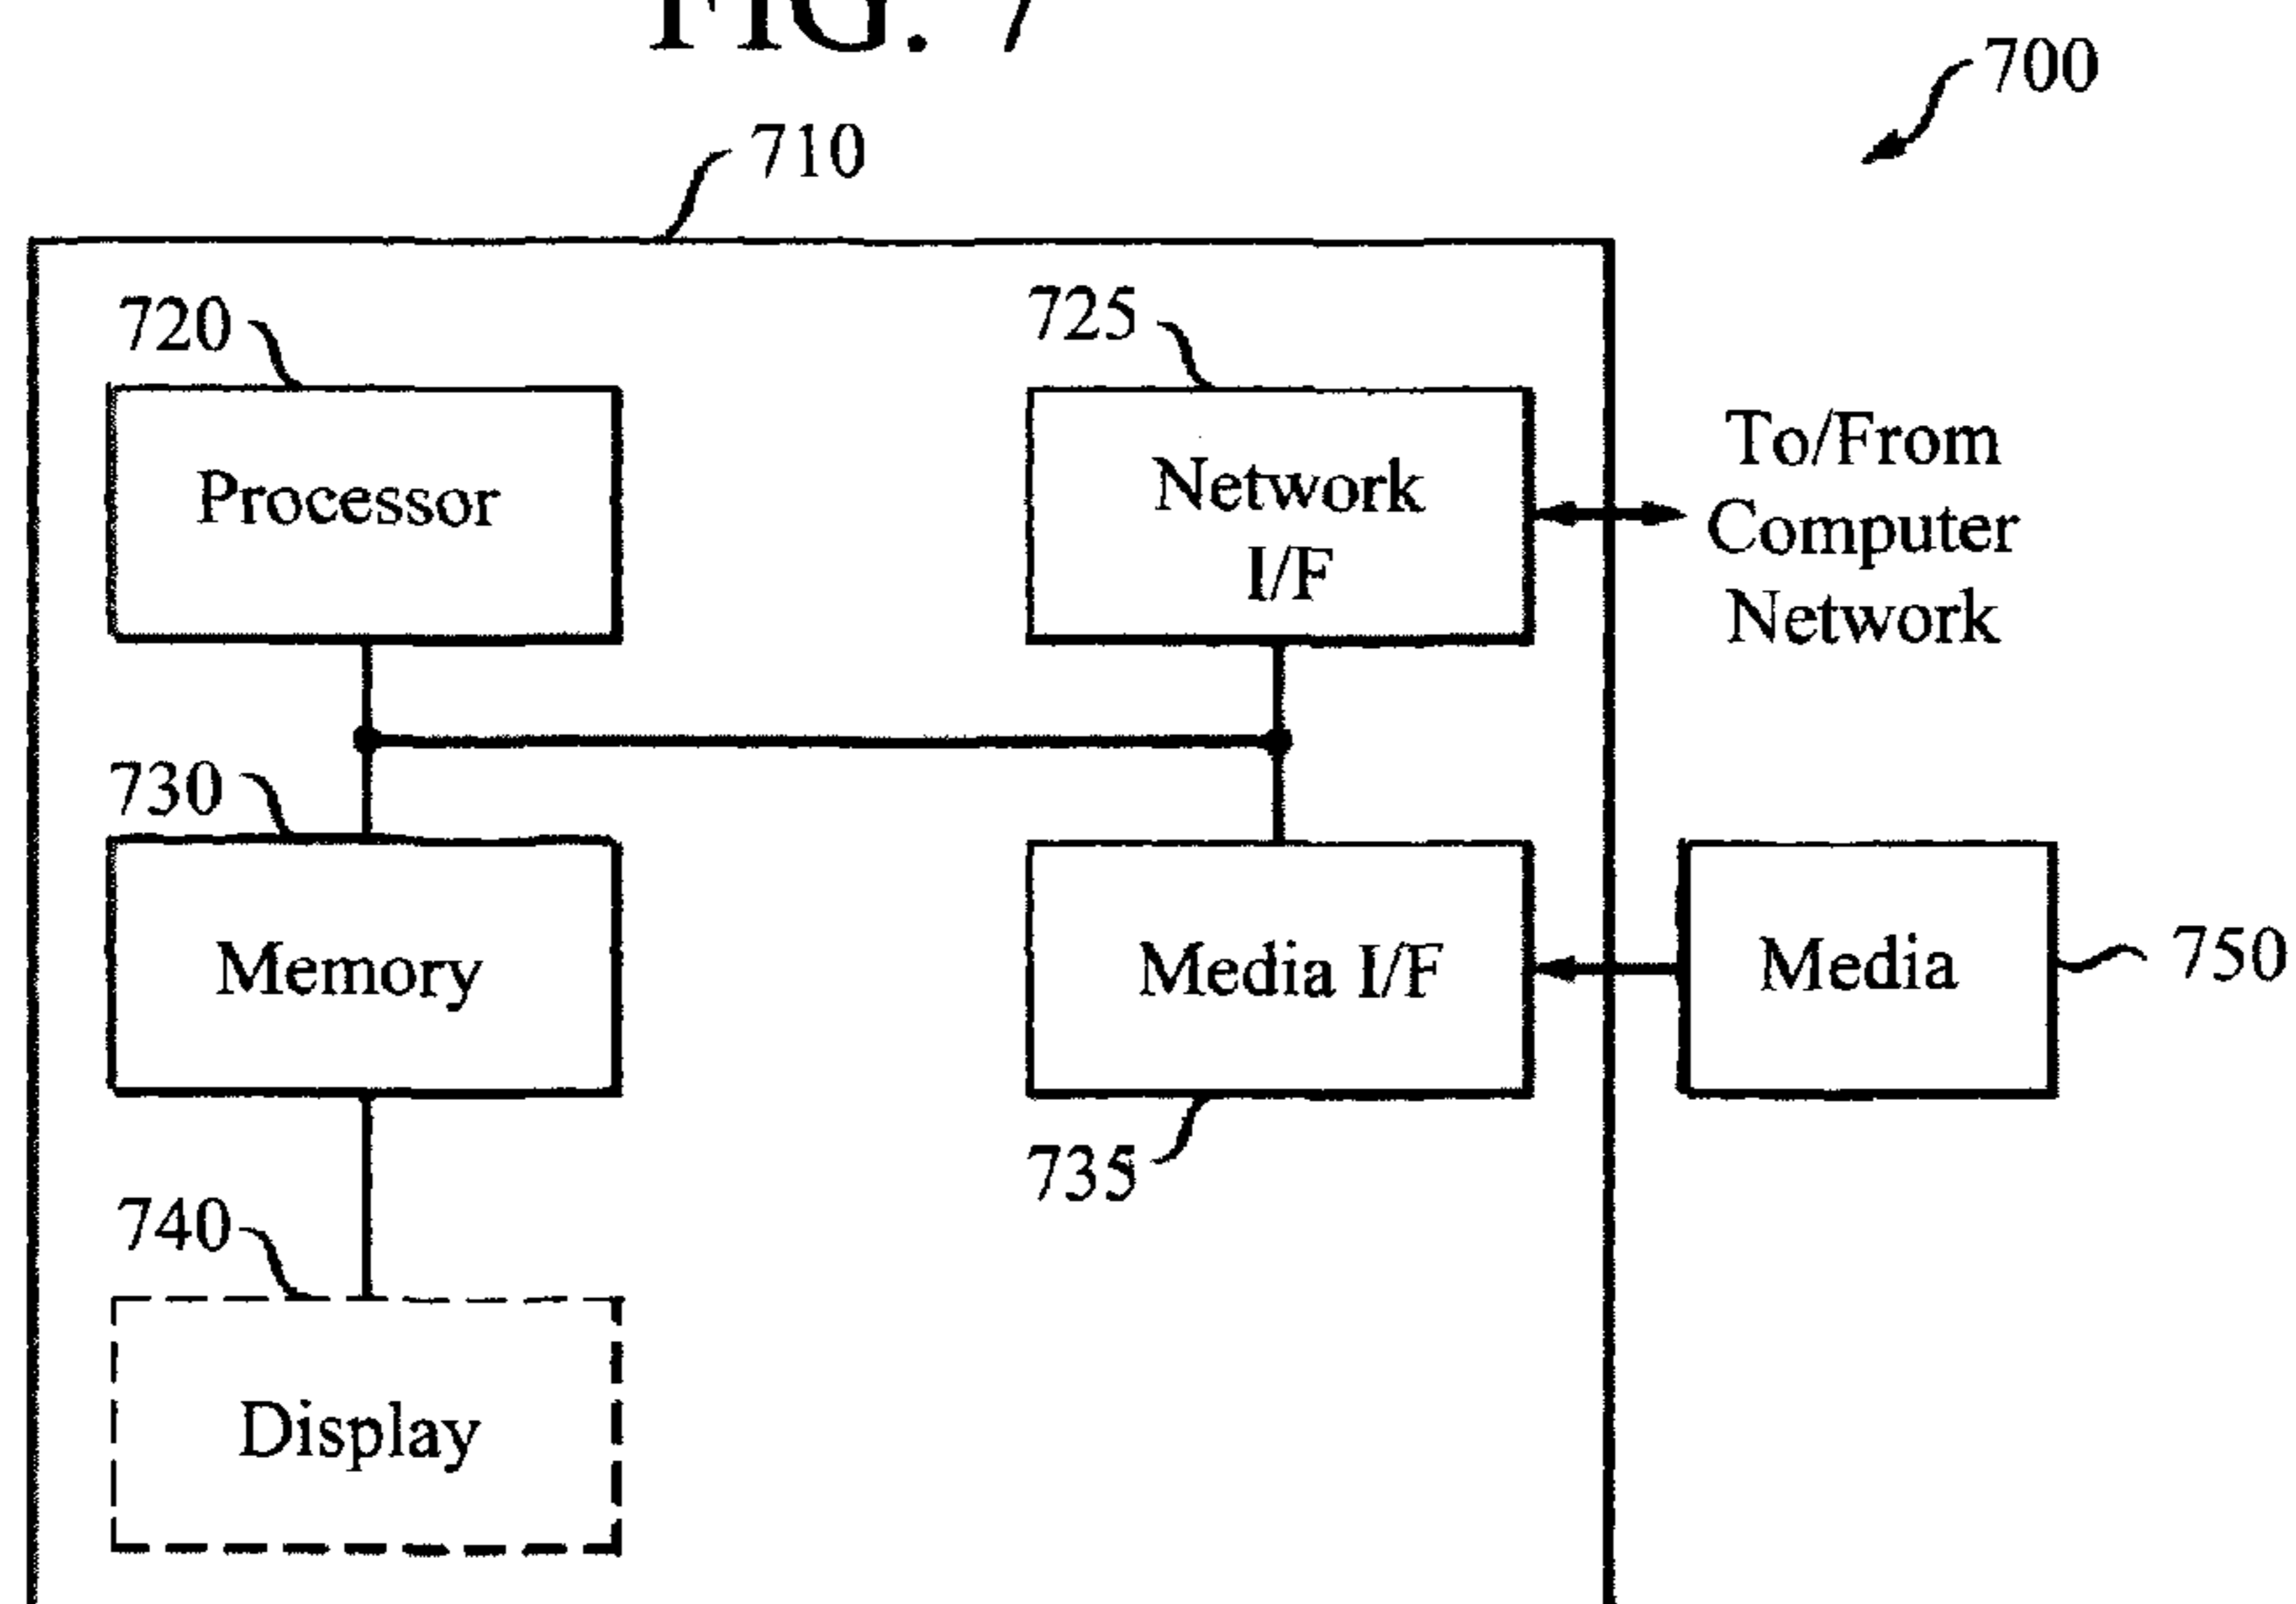 FIG. 7
700
710
720
725
Processor
Network
I/F
To/From
Computer
Network
730
Memory
Media I/F
Media
750
735
740
Display